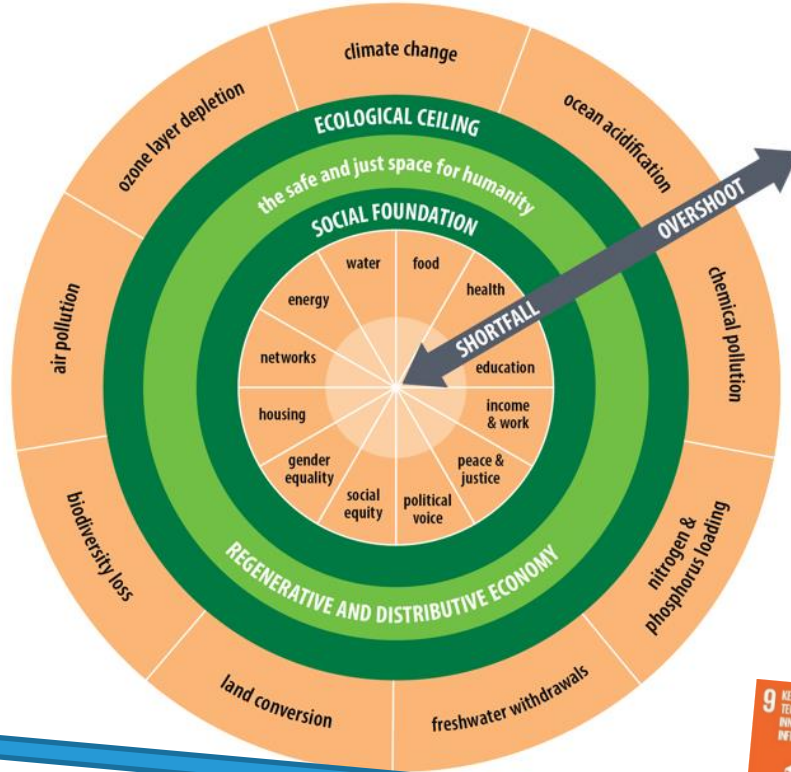 climate change
ocean acidification
chemical pollution
nitrogen &
phosphorus loading
freshwater withdrawals
land conversion
biodiversity loss
air pollution
ozone layer depletion
ECOLOGICAL CEILING
the safe and just space for humanity
SOCIAL FOUNDATION
OVERSHOOT
SHORTFALL
water
food
health
education
income
& work
peace &
justice
political
voice
social
equity
gender
equality
housing
networks
energy
REGENERATIVE AND DISTRIBUTIVE ECONOMY
9